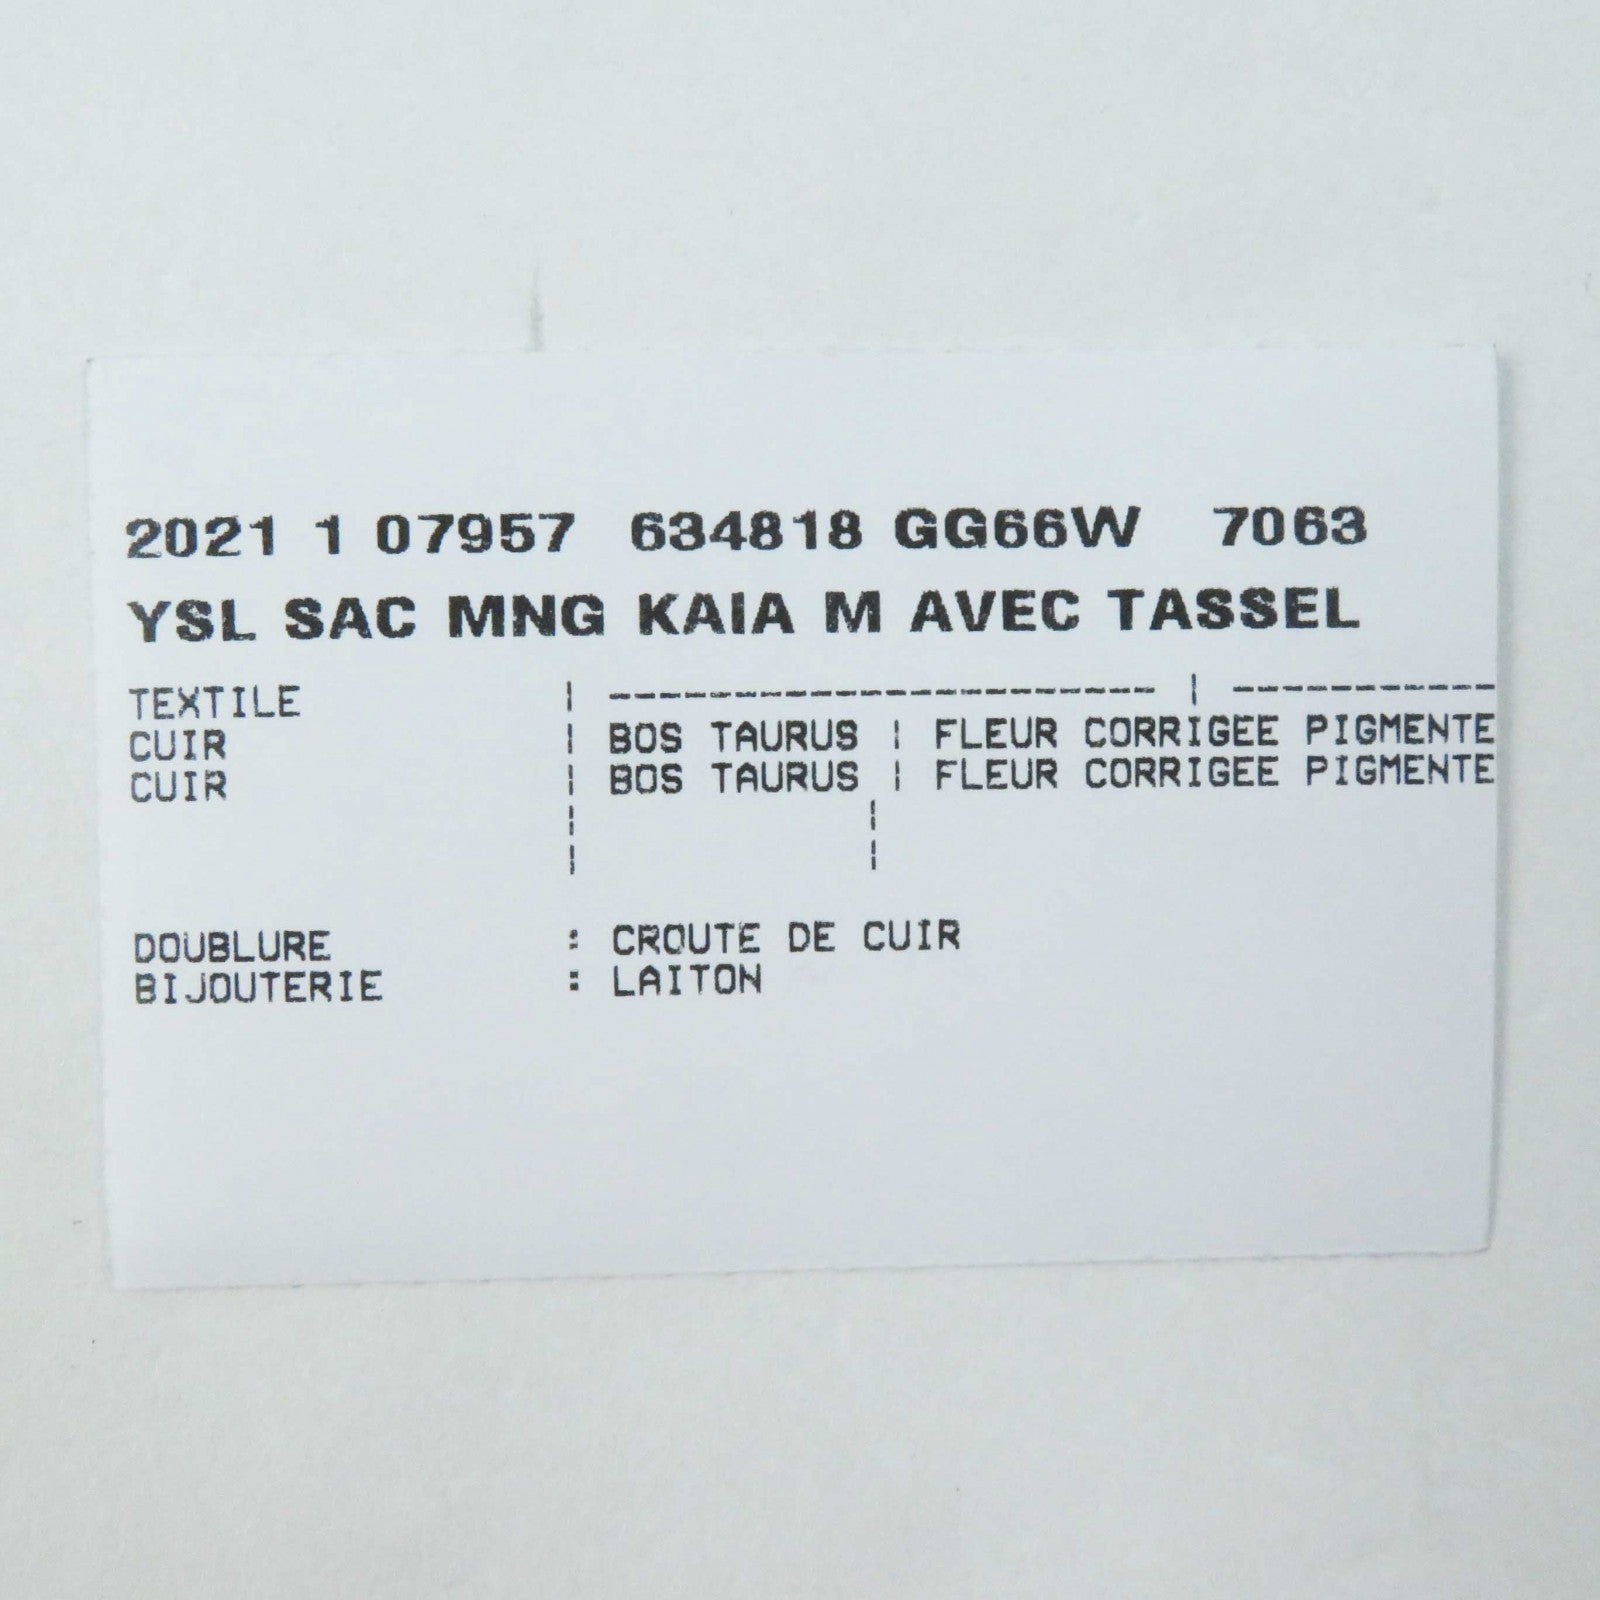 2021 1 07957 634818 GG66W 7063
YSL SAC MNG KAIA M AVEC TASSEL
TEXTILE | ---------------------- | -----------
CUIR | BOS TAURUS | FLEUR CORRIGEE PIGMENTE
CUIR | BOS TAURUS | FLEUR CORRIGEE PIGMENTE
| |
| |
DOUBLURE : CROUTE DE CUIR
BIJOUTERIE : LAITON